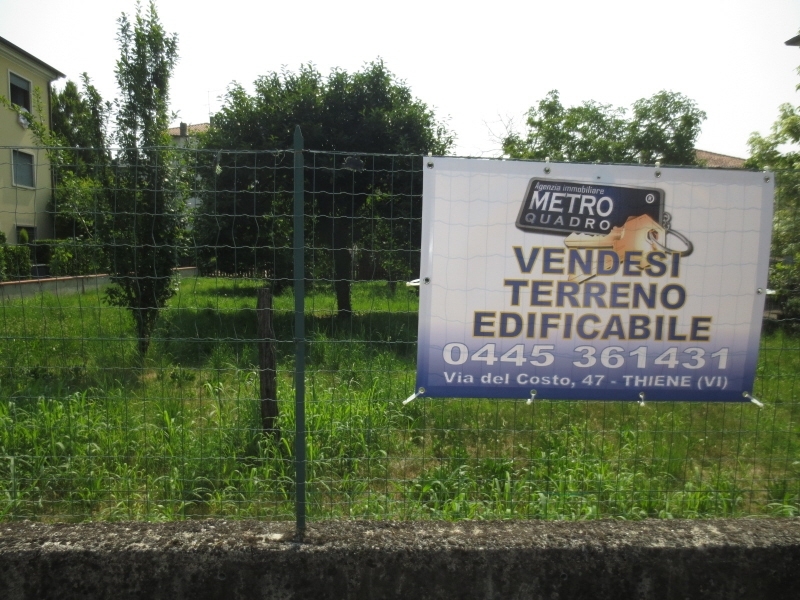 Agenzia immobiliare
METRO
QUADRO ®
VENDESI
TERRENO
EDIFICABILE
0445 361431
Via del Costo, 47 - THIENE (VI)